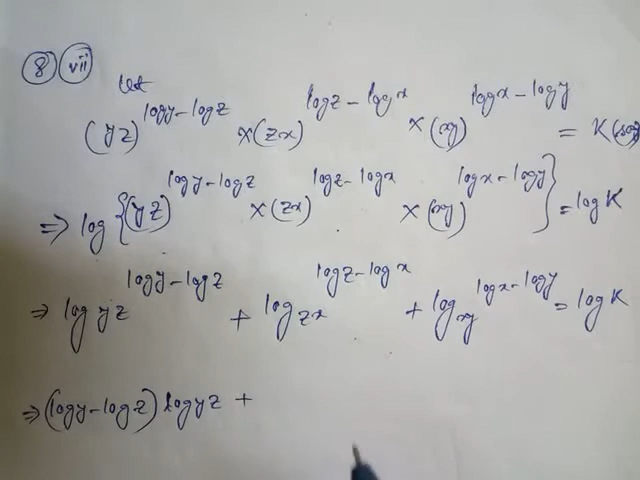 8 vii
let
(yz)^{logy-logz} × (zx)^{logz-logx} × (xy)^{logx-logy} = K (say)
⇒ log {(yz)^{logy-logz} × (zx)^{logz-logx} × (xy)^{logx-logy}} = log K
⇒ log yz^{logy-logz} + log zx^{logz-logx} + log xy^{logx-logy} = log K
⇒ (logy-logz) log yz +